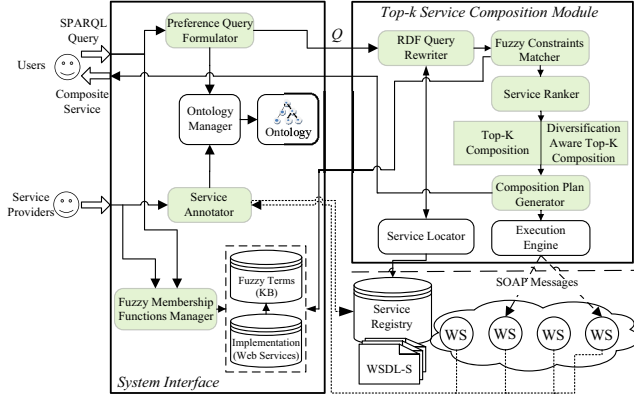 SPARQL
Query
Users
Composite
Service
Service
Providers
Preference Query
Formulator
Ontology
Manager
Ontology
Service
Annotator
Fuzzy Membership
Functions Manager
Fuzzy Terms
(KB)
Implementation
(Web Services)
System Interface
Q
Top-k Service Composition Module
RDF Query
Rewriter
Fuzzy Constraints
Matcher
Service Ranker
Top-K
Composition
Diversification
Aware Top-K
Composition
Composition Plan
Generator
Service Locator
Execution
Engine
SOAP Messages
Service
Registry
WSDL-S
WS
WS
WS
WS